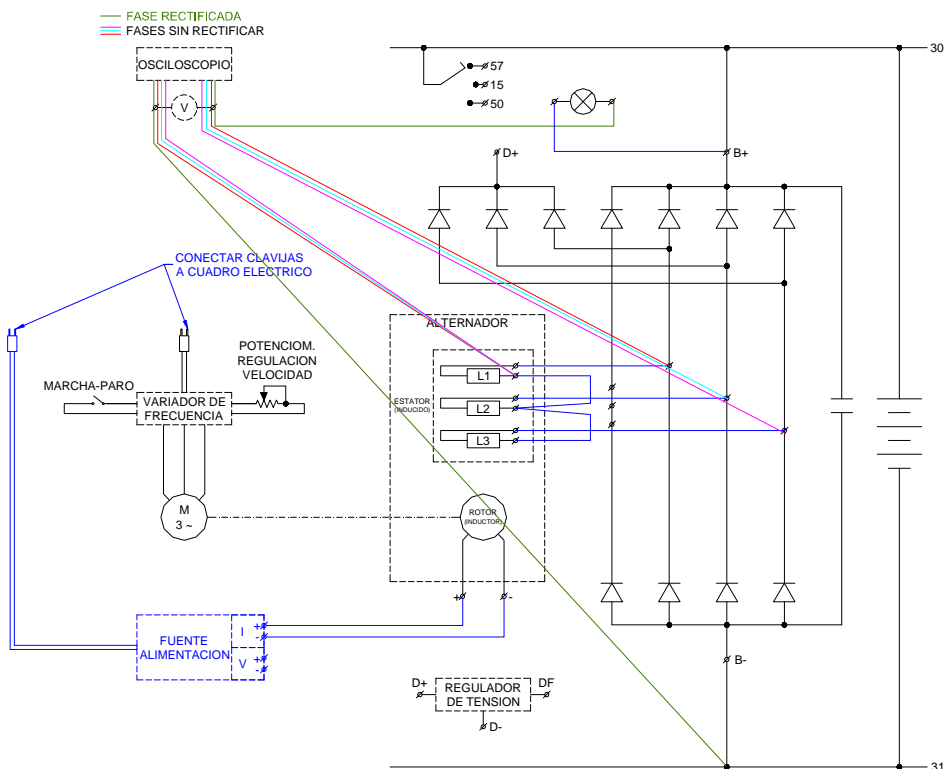 FASE RECTIFICADA
FASES SIN RECTIFICAR
30
OSCILOSCOPIO
57
15
50
V
D+
B+
CONECTAR CLAVIJAS
A CUADRO ELECTRICO
ALTERNADOR
POTENCIOM.
REGULACION
VELOCIDAD
MARCHA-PARO
VARIADOR DE
FRECUENCIA
L1
ESTATOR
(INDUCIDO)
L2
L3
M
3 ~
ROTOR
(INDUCTOR)
+
-
FUENTE
ALIMENTACION
I
+
-
V
+
-
B-
D+
REGULADOR
DE TENSION
DF
D-
31